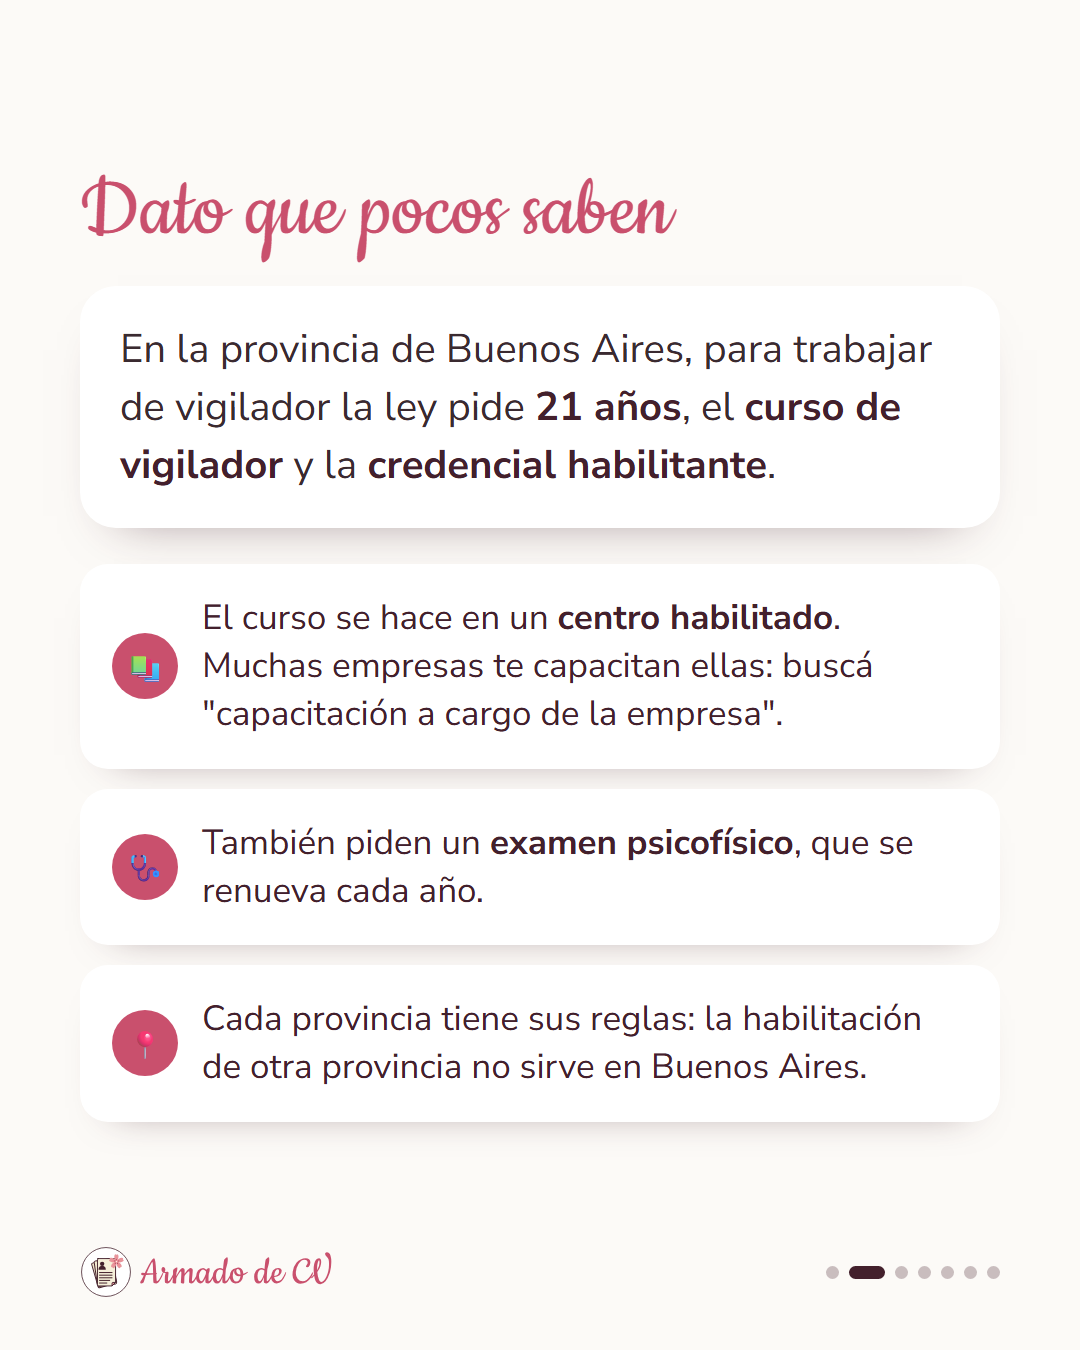 Dato que pocos saben
En la provincia de Buenos Aires, para trabajar
de vigilador la ley pide 21 años, el curso de
vigilador y la credencial habilitante.
El curso se hace en un centro habilitado.
Muchas empresas te capacitan ellas: buscá
"capacitación a cargo de la empresa".
También piden un examen psicofísico, que se
renueva cada año.
Cada provincia tiene sus reglas: la habilitación
de otra provincia no sirve en Buenos Aires.
Armado de CV